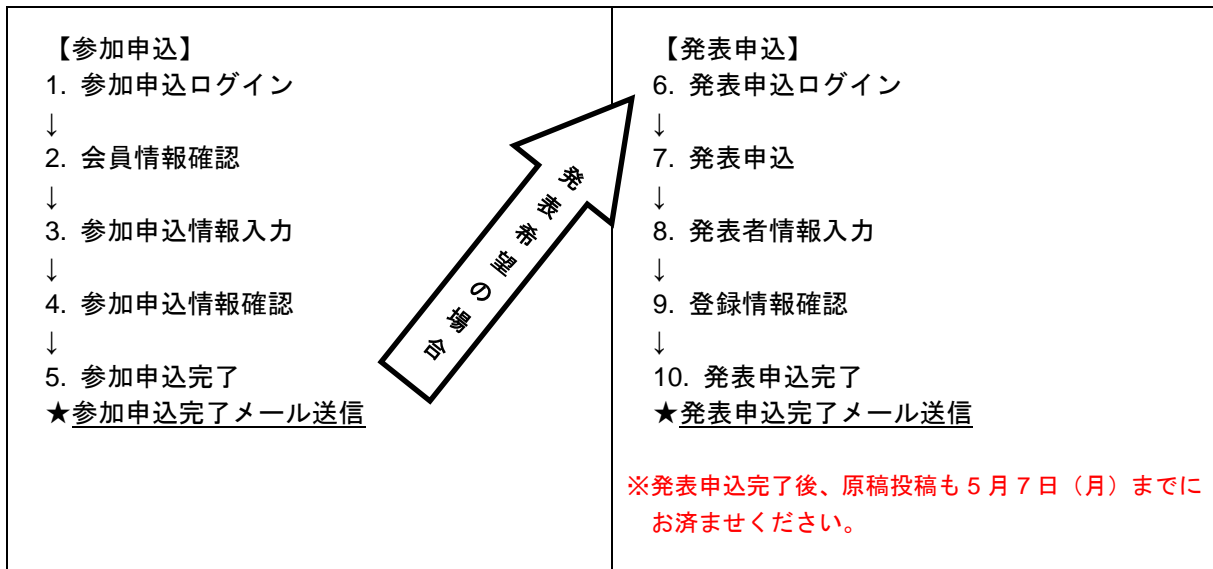 【参加申込】
1. 参加申込ログイン
↓
2. 会員情報確認
↓
3. 参加申込情報入力
↓
4. 参加申込情報確認
↓
5. 参加申込完了
★参加申込完了メール送信
発表希望の場合
【発表申込】
6. 発表申込ログイン
↓
7. 発表申込
↓
8. 発表者情報入力
↓
9. 登録情報確認
↓
10. 発表申込完了
★発表申込完了メール送信
※発表申込完了後、原稿投稿も 5 月 7 日（月）までに
お済ませください。